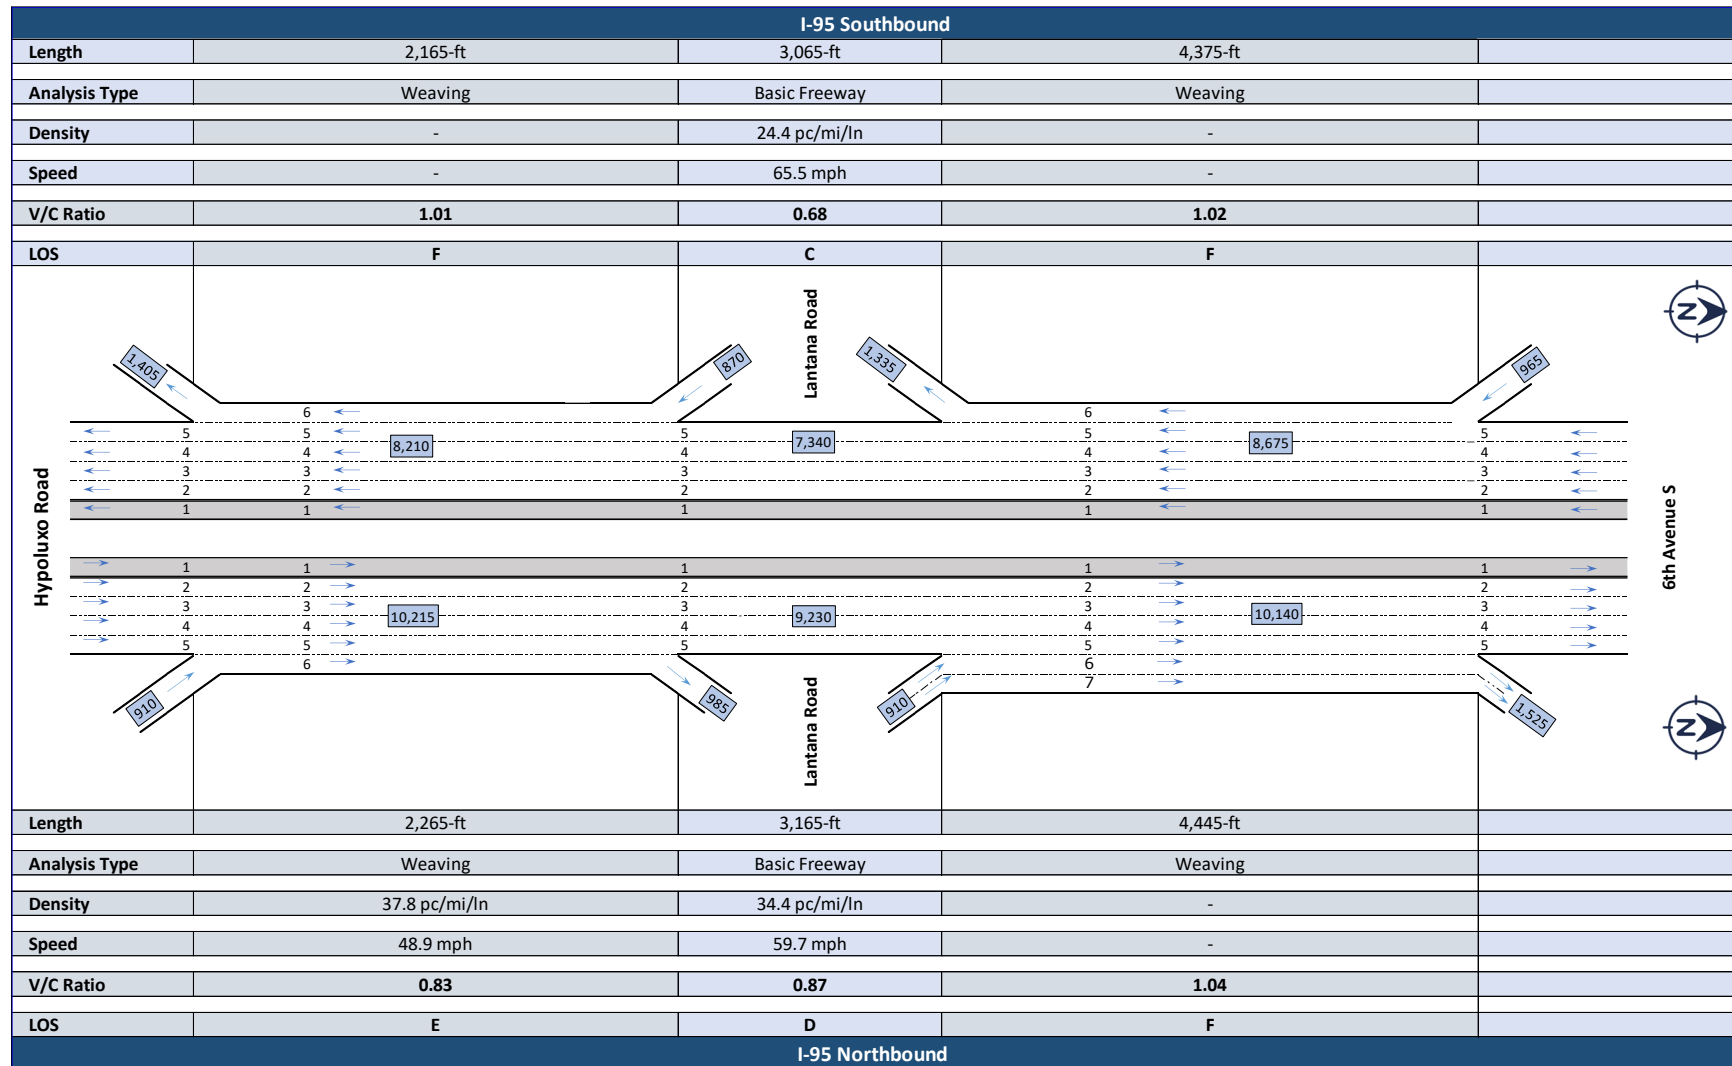 I-95 Southbound
Length 2,165-ft 3,065-ft 4,375-ft
Analysis Type Weaving Basic Freeway Weaving
Density - 24.4 pc/mi/ln -
Speed - 65.5 mph -
V/C Ratio 1.01 0.68 1.02
LOS F C F
Lantana Road
N
1,405 870 1,335 965
6 6
5 5 5 5 5
8,210 7,340 8,675
4 4 4 4 4
3 3 3 3 3
2 2 2 2 2
1 1 1 1 1
Hypoluxo Road
6th Avenue S
1 1 1 1 1
2 2 2 2 2
3 3 3 3 3
10,215 9,230 10,140
4 4 4 4 4
5 5 5 5 5
6 6
7
910 985 910 1,525
Lantana Road
N
Length 2,265-ft 3,165-ft 4,445-ft
Analysis Type Weaving Basic Freeway Weaving
Density 37.8 pc/mi/ln 34.4 pc/mi/ln -
Speed 48.9 mph 59.7 mph -
V/C Ratio 0.83 0.87 1.04
LOS E D F
I-95 Northbound